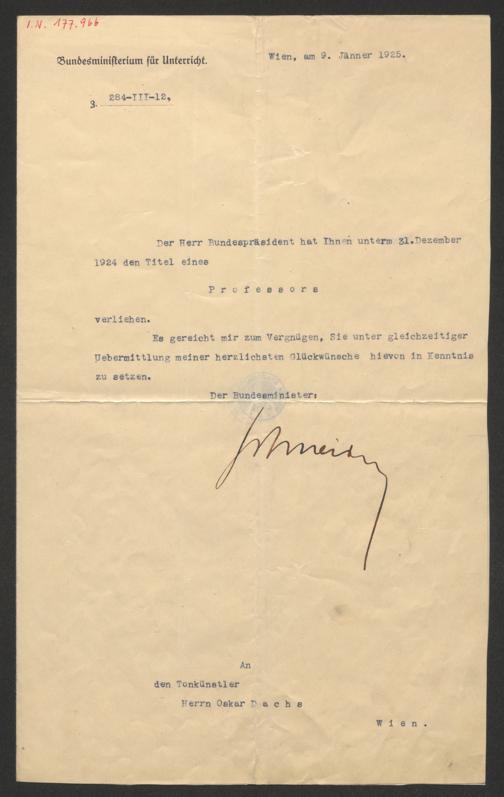 I.N. 177.966
Bundesministerium für Unterricht.
Wien, am 9. Jänner 1925.
Z. 284-III-12.
Der Herr Bundespräsident hat Ihnen unterm 31.Dezember
1924 den Titel eines
P r o f e s s o r s
verliehen.
Es gereicht mir zum Vergnügen, Sie unter gleichzeitiger
Uebermittlung meiner herzlichsten Glückwünsche hievon in Kenntnis
zu setzen.
Der Bundesminister:
Schneider
An
den Tonkünstler
Herrn Oskar D a c h s
W i e n .